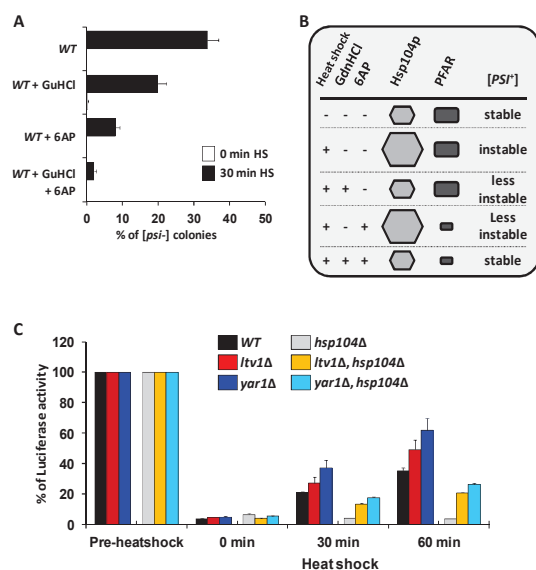 A
WT
WT + GuHCl
WT + 6AP
WT + GuHCl
+ 6AP
0 min HS
30 min HS
0 10 20 30 40 50
% of [psi-] colonies
B
Heat shock
GdnHCl
6AP
Hsp104p
PFAR
[PSI⁺]
- - - stable
+ - - instable
+ + - less
instable
+ - + Less
instable
+ + + stable
C
% of Luciferase activity
120
100
80
60
40
20
0
WT hsp104Δ
ltv1Δ ltv1Δ, hsp104Δ
yar1Δ yar1Δ, hsp104Δ
Pre-heatshock 0 min 30 min 60 min
Heat shock